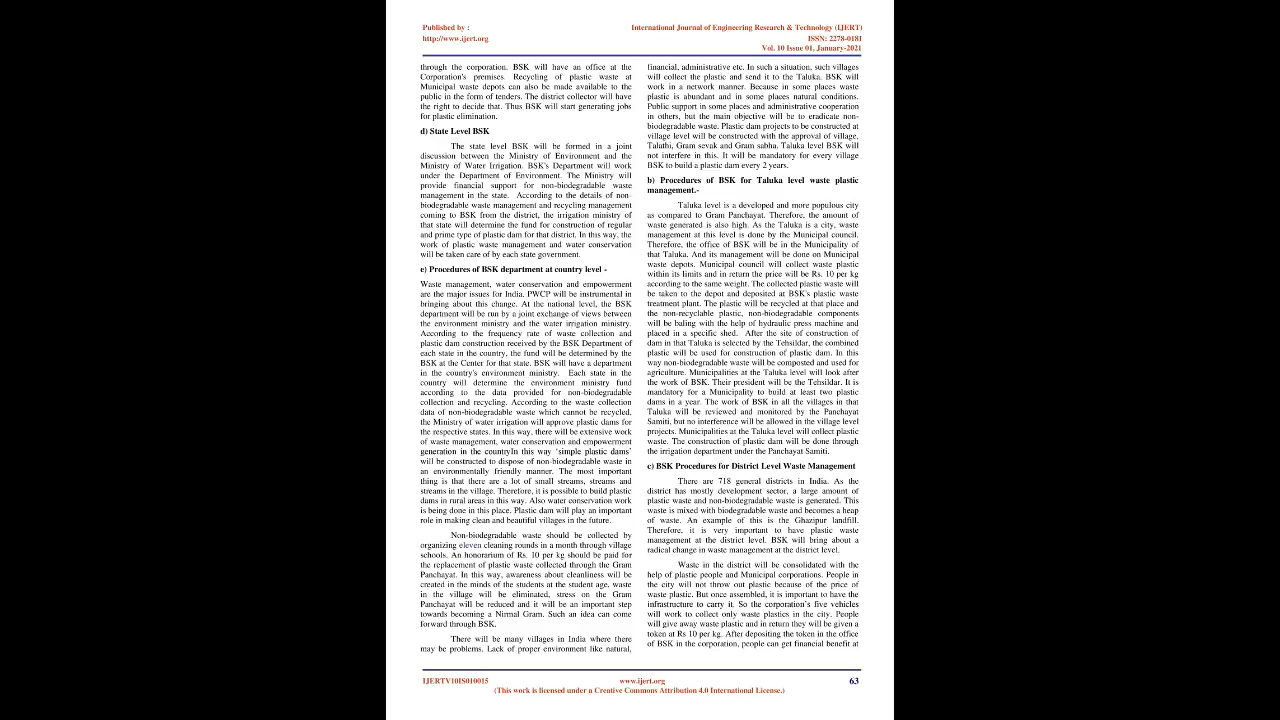 Published by :
http://www.ijert.org
International Journal of Engineering Research & Technology (IJERT)
ISSN: 2278-0181
Vol. 10 Issue 01, January-2021
through the corporation. BSK will have an office at the
Corporation's premises. Recycling of plastic waste at
Municipal waste depots can also be made available to the
public in the form of tenders. The district collector will have
the right to decide that. Thus BSK will start generating jobs
for plastic elimination.
d) State Level BSK
The state level BSK will be formed in a joint
discussion between the Ministry of Environment and the
Ministry of Water Irrigation. BSK's Department will work
under the Department of Environment. The Ministry will
provide financial support for non-biodegradable waste
management in the state. According to the details of non-
biodegradable waste management and recycling management
coming to BSK from the district, the irrigation ministry of
that state will determine the fund for construction of regular
and prime type of plastic dam for that district. In this way, the
work of plastic waste management and water conservation
will be taken care of by each state government.
e) Procedures of BSK department at country level -
Waste management, water conservation and empowerment
are the major issues for India. PWCP will be instrumental in
bringing about this change. At the national level, the BSK
department will be run by a joint exchange of views between
the environment ministry and the water irrigation ministry.
According to the frequency rate of waste collection and
plastic dam construction received by the BSK Department of
each state in the country, the fund will be determined by the
BSK at the Center for that state. BSK will have a department
in the country's environment ministry. Each state in the
country will determine the environment ministry fund
according to the data provided for non-biodegradable
collection and recycling. According to the waste collection
data of non-biodegradable waste which cannot be recycled,
the Ministry of water irrigation will approve plastic dams for
the respective states. In this way, there will be extensive work
of waste management, water conservation and empowerment
generation in the countryIn this way ‘simple plastic dams’
will be constructed to dispose of non-biodegradable waste in
an environmentally friendly manner. The most important
thing is that there are a lot of small streams, streams and
streams in the village. Therefore, it is possible to build plastic
dams in rural areas in this way. Also water conservation work
is being done in this place. Plastic dam will play an important
role in making clean and beautiful villages in the future.
Non-biodegradable waste should be collected by
organizing eleven cleaning rounds in a month through village
schools. An honorarium of Rs. 10 per kg should be paid for
the replacement of plastic waste collected through the Gram
Panchayat. In this way, awareness about cleanliness will be
created in the minds of the students at the student age, waste
in the village will be eliminated, stress on the Gram
Panchayat will be reduced and it will be an important step
towards becoming a Nirmal Gram. Such an idea can come
forward through BSK.
There will be many villages in India where there
may be problems. Lack of proper environment like natural,
financial, administrative etc. In such a situation, such villages
will collect the plastic and send it to the Taluka. BSK will
work in a network manner. Because in some places waste
plastic is abundant and in some places natural conditions.
Public support in some places and administrative cooperation
in others, but the main objective will be to eradicate non-
biodegradable waste. Plastic dam projects to be constructed at
village level will be constructed with the approval of village,
Talathi, Gram sevak and Gram sabha. Taluka level BSK will
not interfere in this. It will be mandatory for every village
BSK to build a plastic dam every 2 years.
b) Procedures of BSK for Taluka level waste plastic
management.-
Taluka level is a developed and more populous city
as compared to Gram Panchayat. Therefore, the amount of
waste generated is also high. As the Taluka is a city, waste
management at this level is done by the Municipal council.
Therefore, the office of BSK will be in the Municipality of
that Taluka. And its management will be done on Municipal
waste depots. Municipal council will collect waste plastic
within its limits and in return the price will be Rs. 10 per kg
according to the same weight. The collected plastic waste will
be taken to the depot and deposited at BSK's plastic waste
treatment plant. The plastic will be recycled at that place and
the non-recyclable plastic, non-biodegradable components
will be baling with the help of hydraulic press machine and
placed in a specific shed. After the site of construction of
dam in that Taluka is selected by the Tehsildar, the combined
plastic will be used for construction of plastic dam. In this
way non-biodegradable waste will be composted and used for
agriculture. Municipalities at the Taluka level will look after
the work of BSK. Their president will be the Tehsildar. It is
mandatory for a Municipality to build at least two plastic
dams in a year. The work of BSK in all the villages in that
Taluka will be reviewed and monitored by the Panchayat
Samiti, but no interference will be allowed in the village level
projects. Municipalities at the Taluka level will collect plastic
waste. The construction of plastic dam will be done through
the irrigation department under the Panchayat Samiti.
c) BSK Procedures for District Level Waste Management
There are 718 general districts in India. As the
district has mostly development sector, a large amount of
plastic waste and non-biodegradable waste is generated. This
waste is mixed with biodegradable waste and becomes a heap
of waste. An example of this is the Ghazipur landfill.
Therefore, it is very important to have plastic waste
management at the district level. BSK will bring about a
radical change in waste management at the district level.
Waste in the district will be consolidated with the
help of plastic people and Municipal corporations. People in
the city will not throw out plastic because of the price of
waste plastic. But once assembled, it is important to have the
infrastructure to carry it. So the corporation’s five vehicles
will work to collect only waste plastics in the city. People
will give away waste plastic and in return they will be given a
token at Rs 10 per kg. After depositing the token in the office
of BSK in the corporation, people can get financial benefit at
IJERTV10IS010015
www.ijert.org
63
(This work is licensed under a Creative Commons Attribution 4.0 International License.)